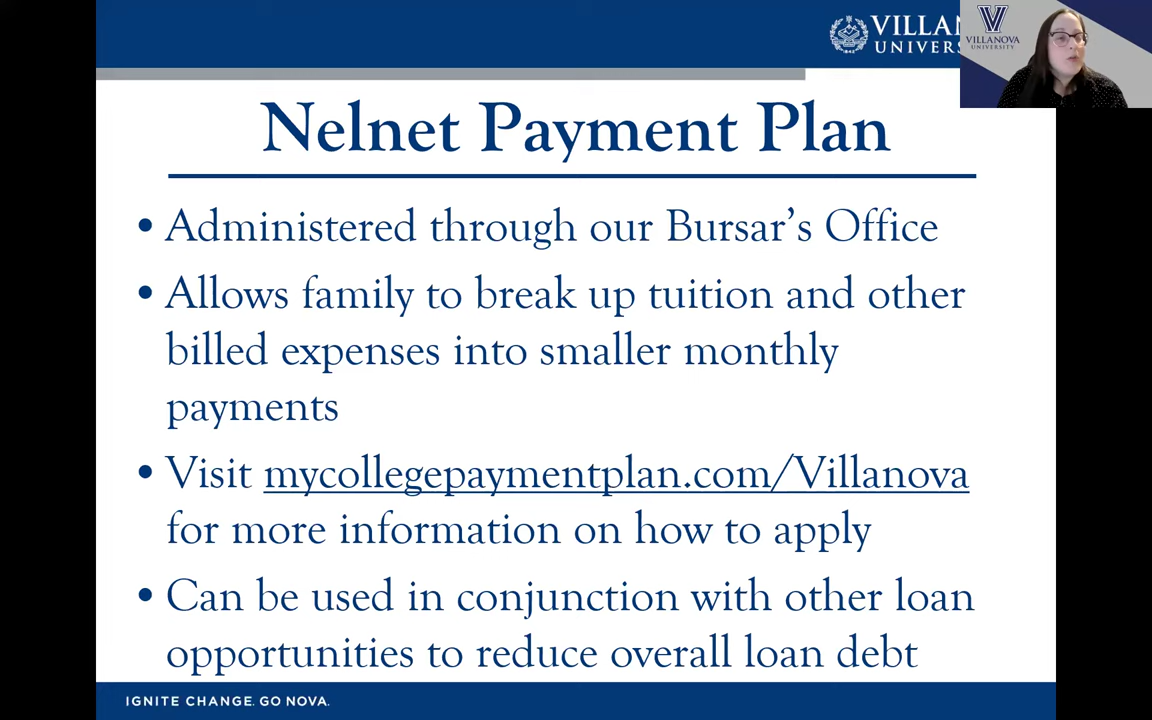 VILLA
UNIVERS
VILLANOVA
UNIVERSITY
Nelnet Payment Plan
• Administered through our Bursar’s Office
• Allows family to break up tuition and other
billed expenses into smaller monthly
payments
• Visit mycollegepaymentplan.com/Villanova
for more information on how to apply
• Can be used in conjunction with other loan
opportunities to reduce overall loan debt
IGNITE CHANGE. GO NOVA.